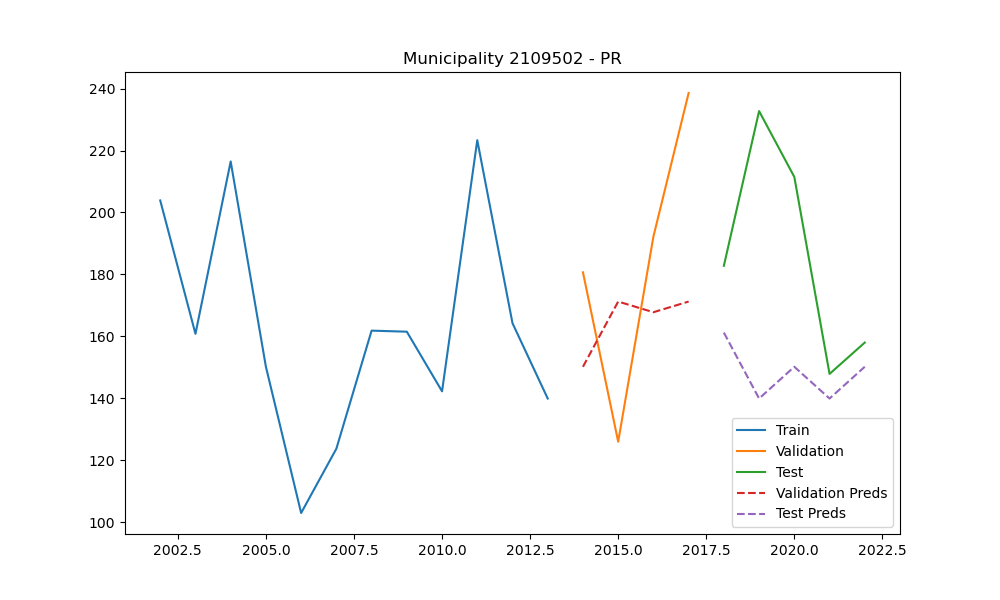 Municipality 2109502 - PR
240
220
200
180
160
140
120
100
2002.5 2005.0 2007.5 2010.0 2012.5 2015.0 2017.5 2020.0 2022.5
Train
Validation
Test
Validation Preds
Test Preds